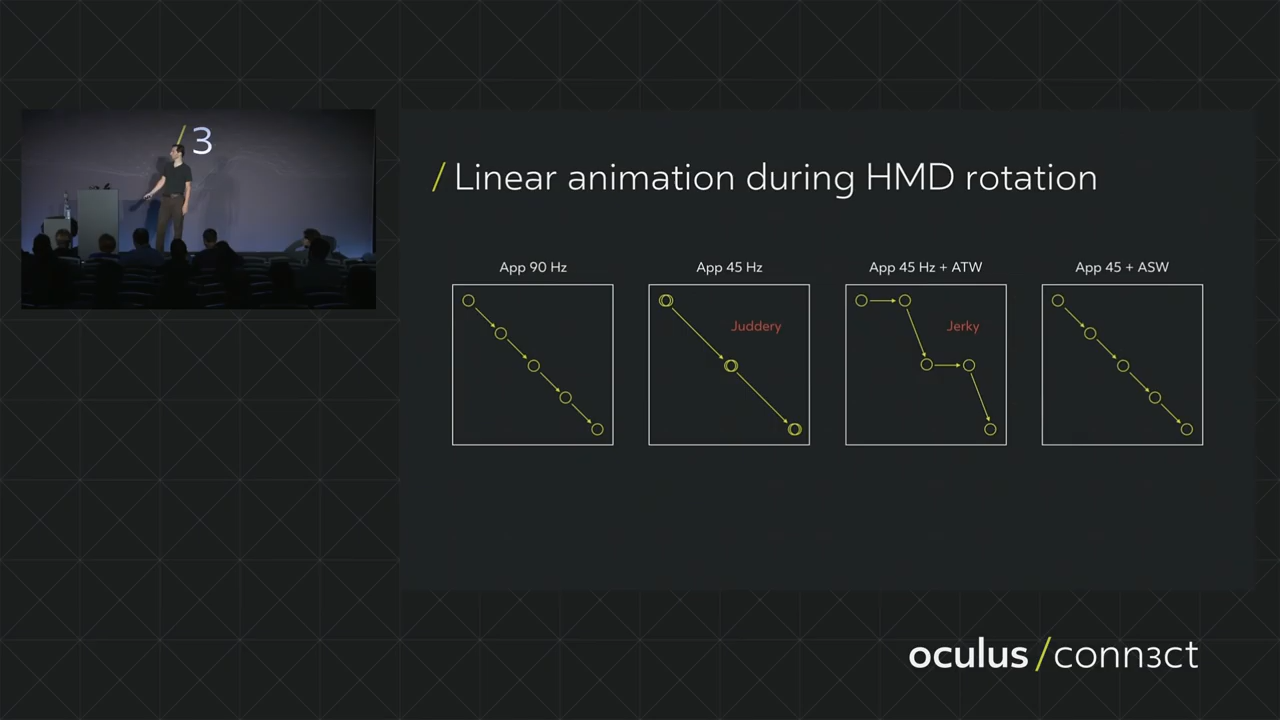 /3
/ Linear animation during HMD rotation
App 90 Hz
App 45 Hz
App 45 Hz + ATW
App 45 + ASW
Juddery
Jerky
oculus /conn3ct